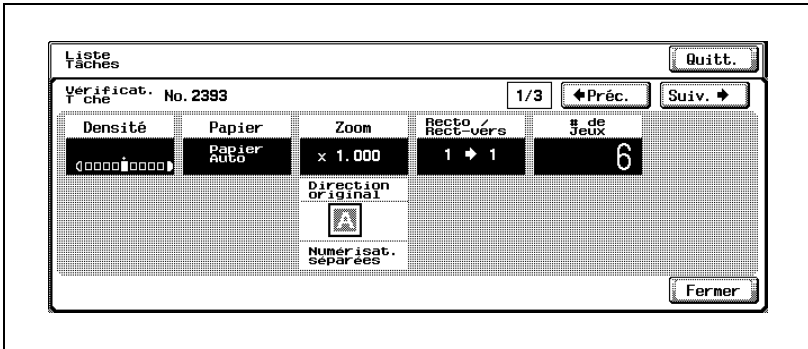 Liste
Tâches
Quitt.
Vérificat.
T che No. 2393 1/3 Préc. Suiv.
Densité Papier Zoom Recto / Rect-vers # de Jeux
Papier
Auto
x 1.000 1 → 1 6
Direction
original
A
Numérisat.
séparées
Fermer